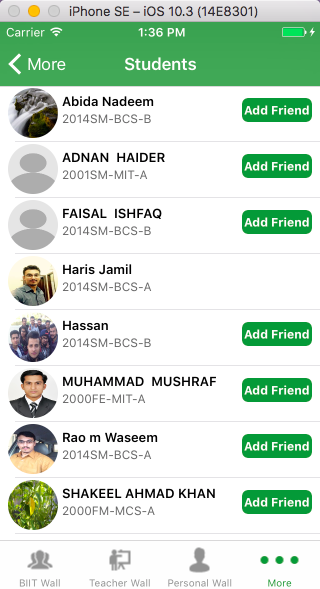 iPhone SE – iOS 10.3 (14E8301)
Carrier 1:36 PM
More Students
Abida Nadeem
2014SM-BCS-B
Add Friend
ADNAN  HAIDER
2001SM-MIT-A
Add Friend
FAISAL  ISHFAQ
2014SM-BCS-B
Add Friend
Haris Jamil
2014SM-BCS-A
Hassan
2014SM-BCS-B
Add Friend
MUHAMMAD  MUSHRAF
2000FE-MIT-A
Add Friend
Rao m Waseem
2014SM-BCS-A
Add Friend
SHAKEEL AHMAD KHAN
2000FM-MCS-A
Add Friend
BIIT Wall Teacher Wall Personal Wall More